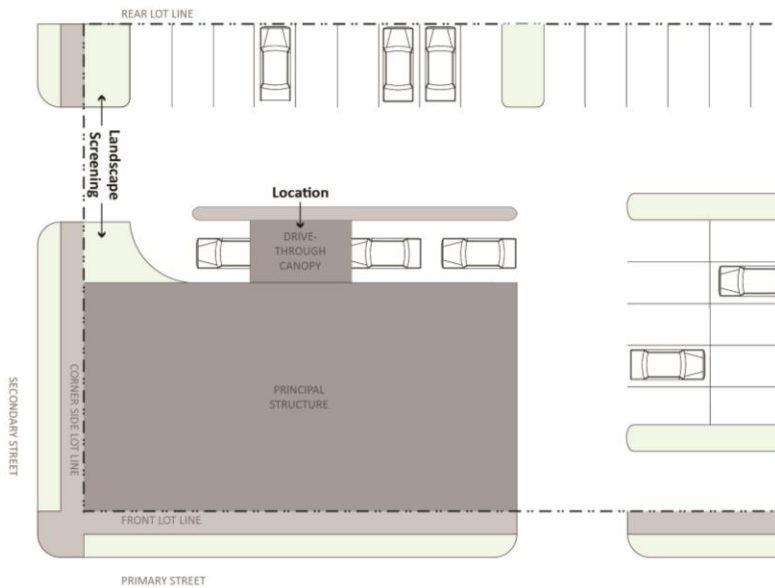 REAR LOT LINE
Landscape
Screening
Location
DRIVE-
THROUGH
CANOPY
PRINCIPAL
STRUCTURE
SECONDARY STREET
CORNER SIDE LOT LINE
FRONT LOT LINE
PRIMARY STREET